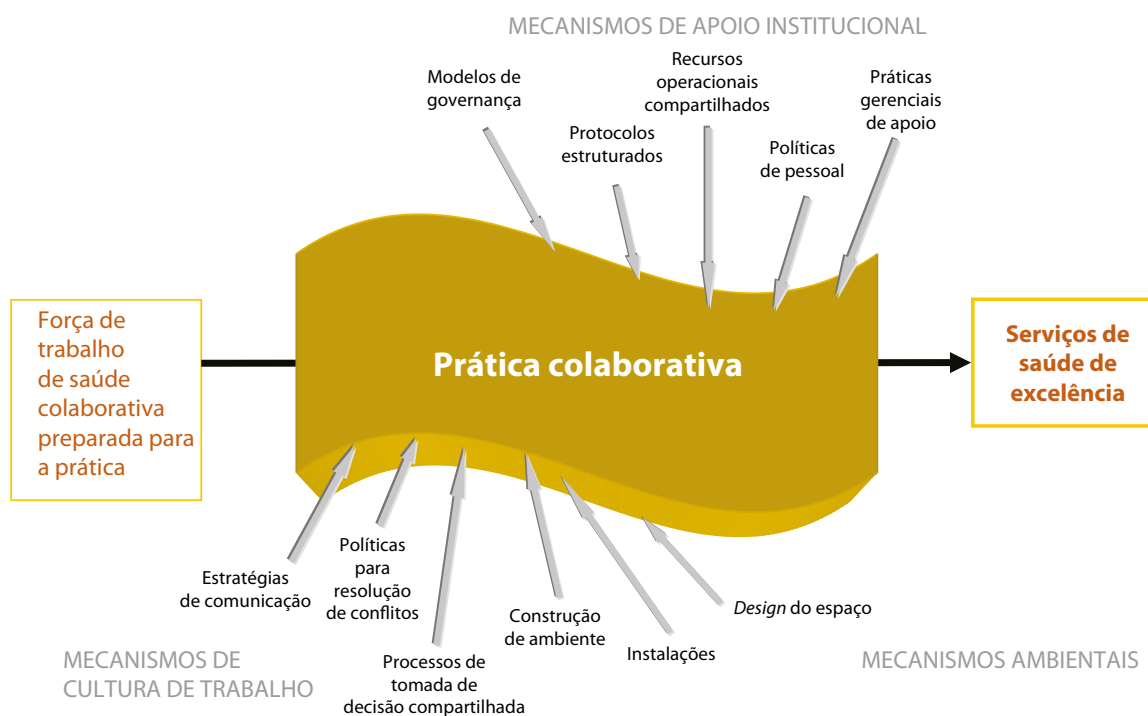 MECANISMOS DE APOIO INSTITUCIONAL
Modelos de
governança
Protocolos
estruturados
Recursos
operacionais
compartilhados
Políticas
de pessoal
Práticas
gerenciais
de apoio
Força de
trabalho
de saúde
colaborativa
preparada para
a prática
Prática colaborativa
Serviços de
saúde de
excelência
Estratégias
de comunicação
Políticas
para
resolução
de conflitos
Processos de
tomada de
decisão compartilhada
Construção
de ambiente
Instalações
Design do espaço
MECANISMOS DE
CULTURA DE TRABALHO
MECANISMOS AMBIENTAIS